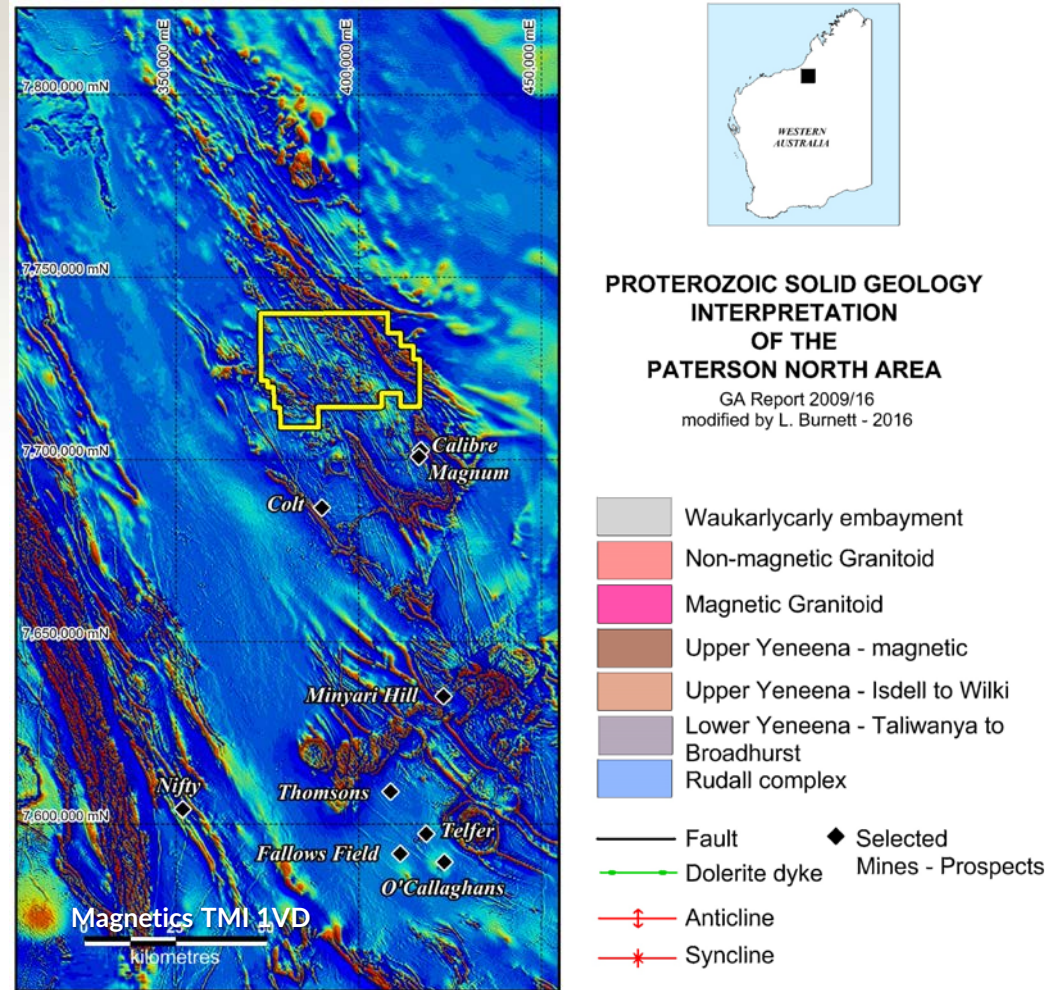 350,000 mE
400,000 mE
450,000 mE
7,800,000 mN
7,750,000 mN
7,700,000 mN
7,650,000 mN
7,600,000 mN
Calibre
Magnum
Colt
Minyari Hill
Nifty
Thomsons
Telfer
Fallows Field
O'Callaghans
Magnetics TMI 1VD
0 25
kilometres
WESTERN
AUSTRALIA
PROTEROZOIC SOLID GEOLOGY
INTERPRETATION
OF THE
PATERSON NORTH AREA
GA Report 2009/16
modified by L. Burnett - 2016
Waukarlycarly embayment
Non-magnetic Granitoid
Magnetic Granitoid
Upper Yeneena - magnetic
Upper Yeneena - Isdell to Wilki
Lower Yeneena - Taliwanya to
Broadhurst
Rudall complex
Fault
Dolerite dyke
Anticline
Syncline
Selected
Mines - Prospects